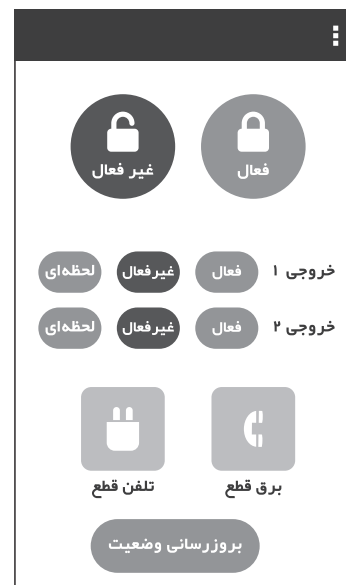 فعال
غیر فعال
خروجی ۱ فعال غیرفعال لحظه‌ای
خروجی ۲ فعال غیرفعال لحظه‌ای
برق قطع تلفن قطع
بروزرسانی وضعیت